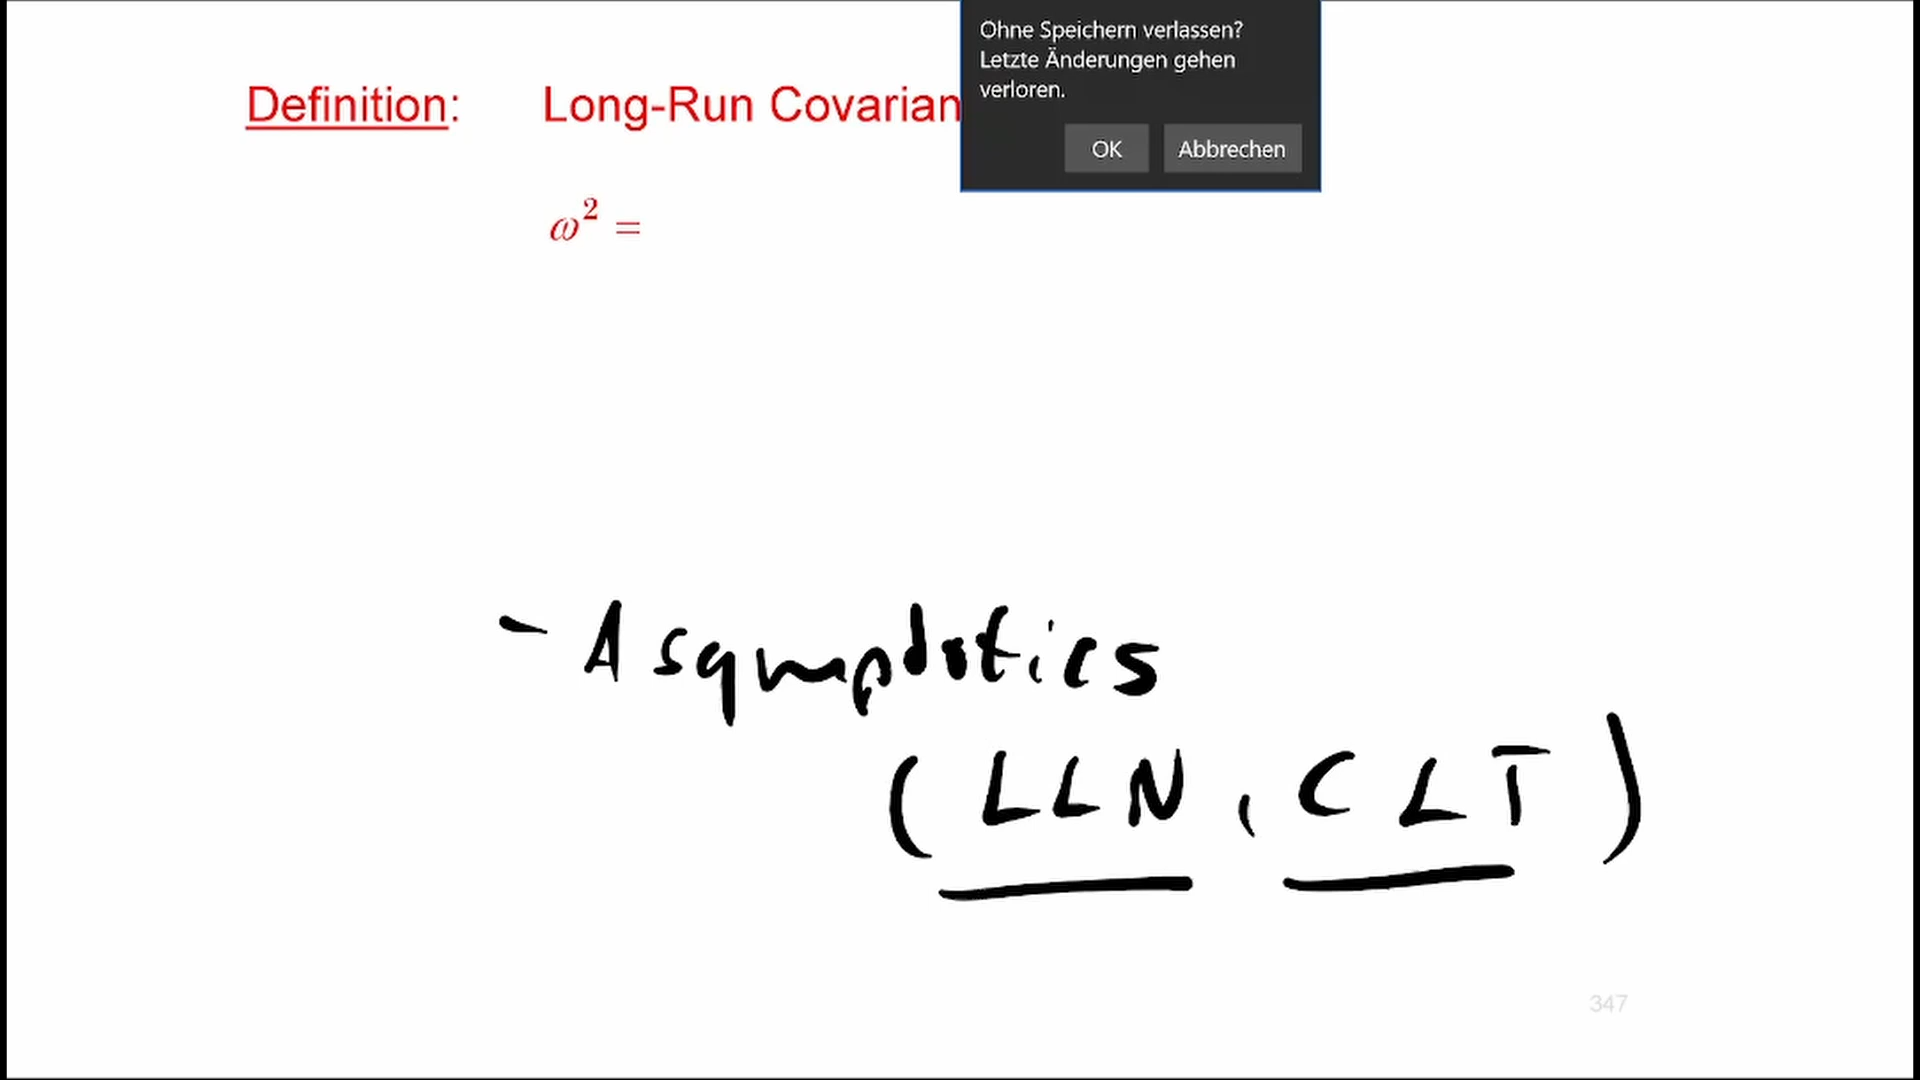 Ohne Speichern verlassen?
Letzte Änderungen gehen
verloren.
OK Abbrechen
Definition: Long-Run Covarian
ω² =
- Asymptotics
(LLN, CLT)
347